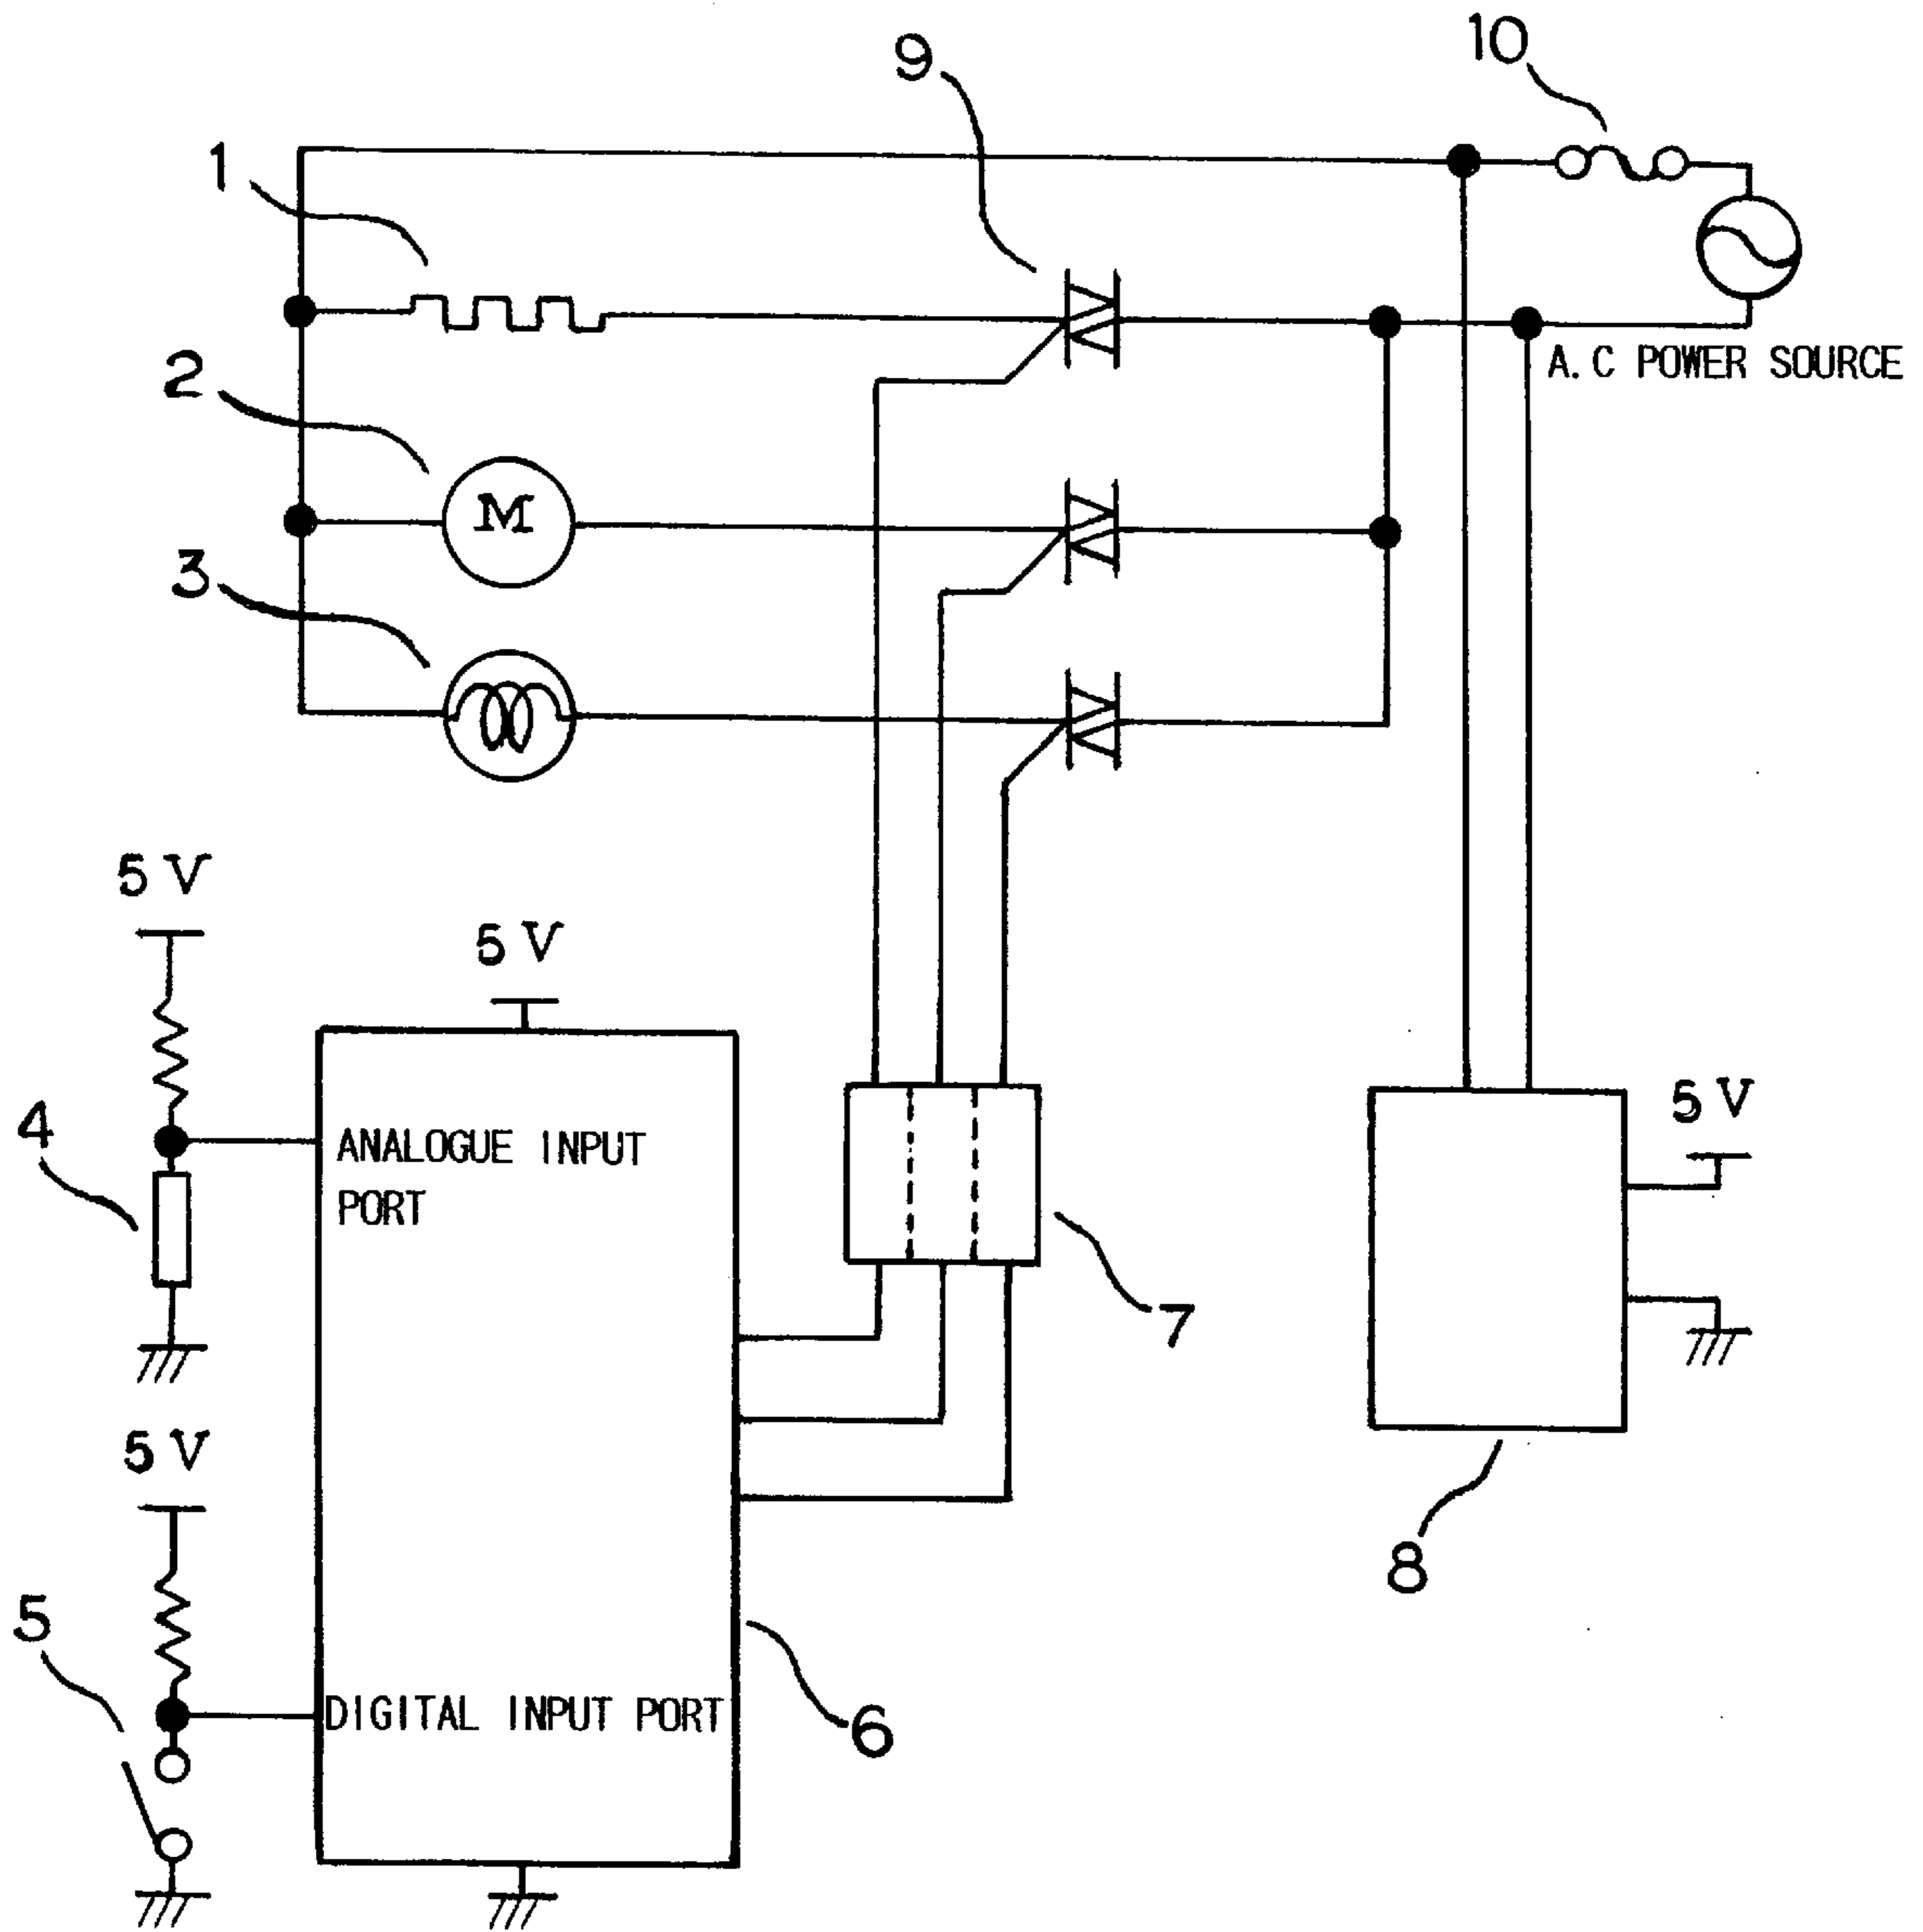 10
9
1
A.C POWER SOURCE
2
M
3
5 V
5 V
5 V
4
ANALOGUE INPUT
PORT
7
5 V
8
5
6
DIGITAL INPUT PORT